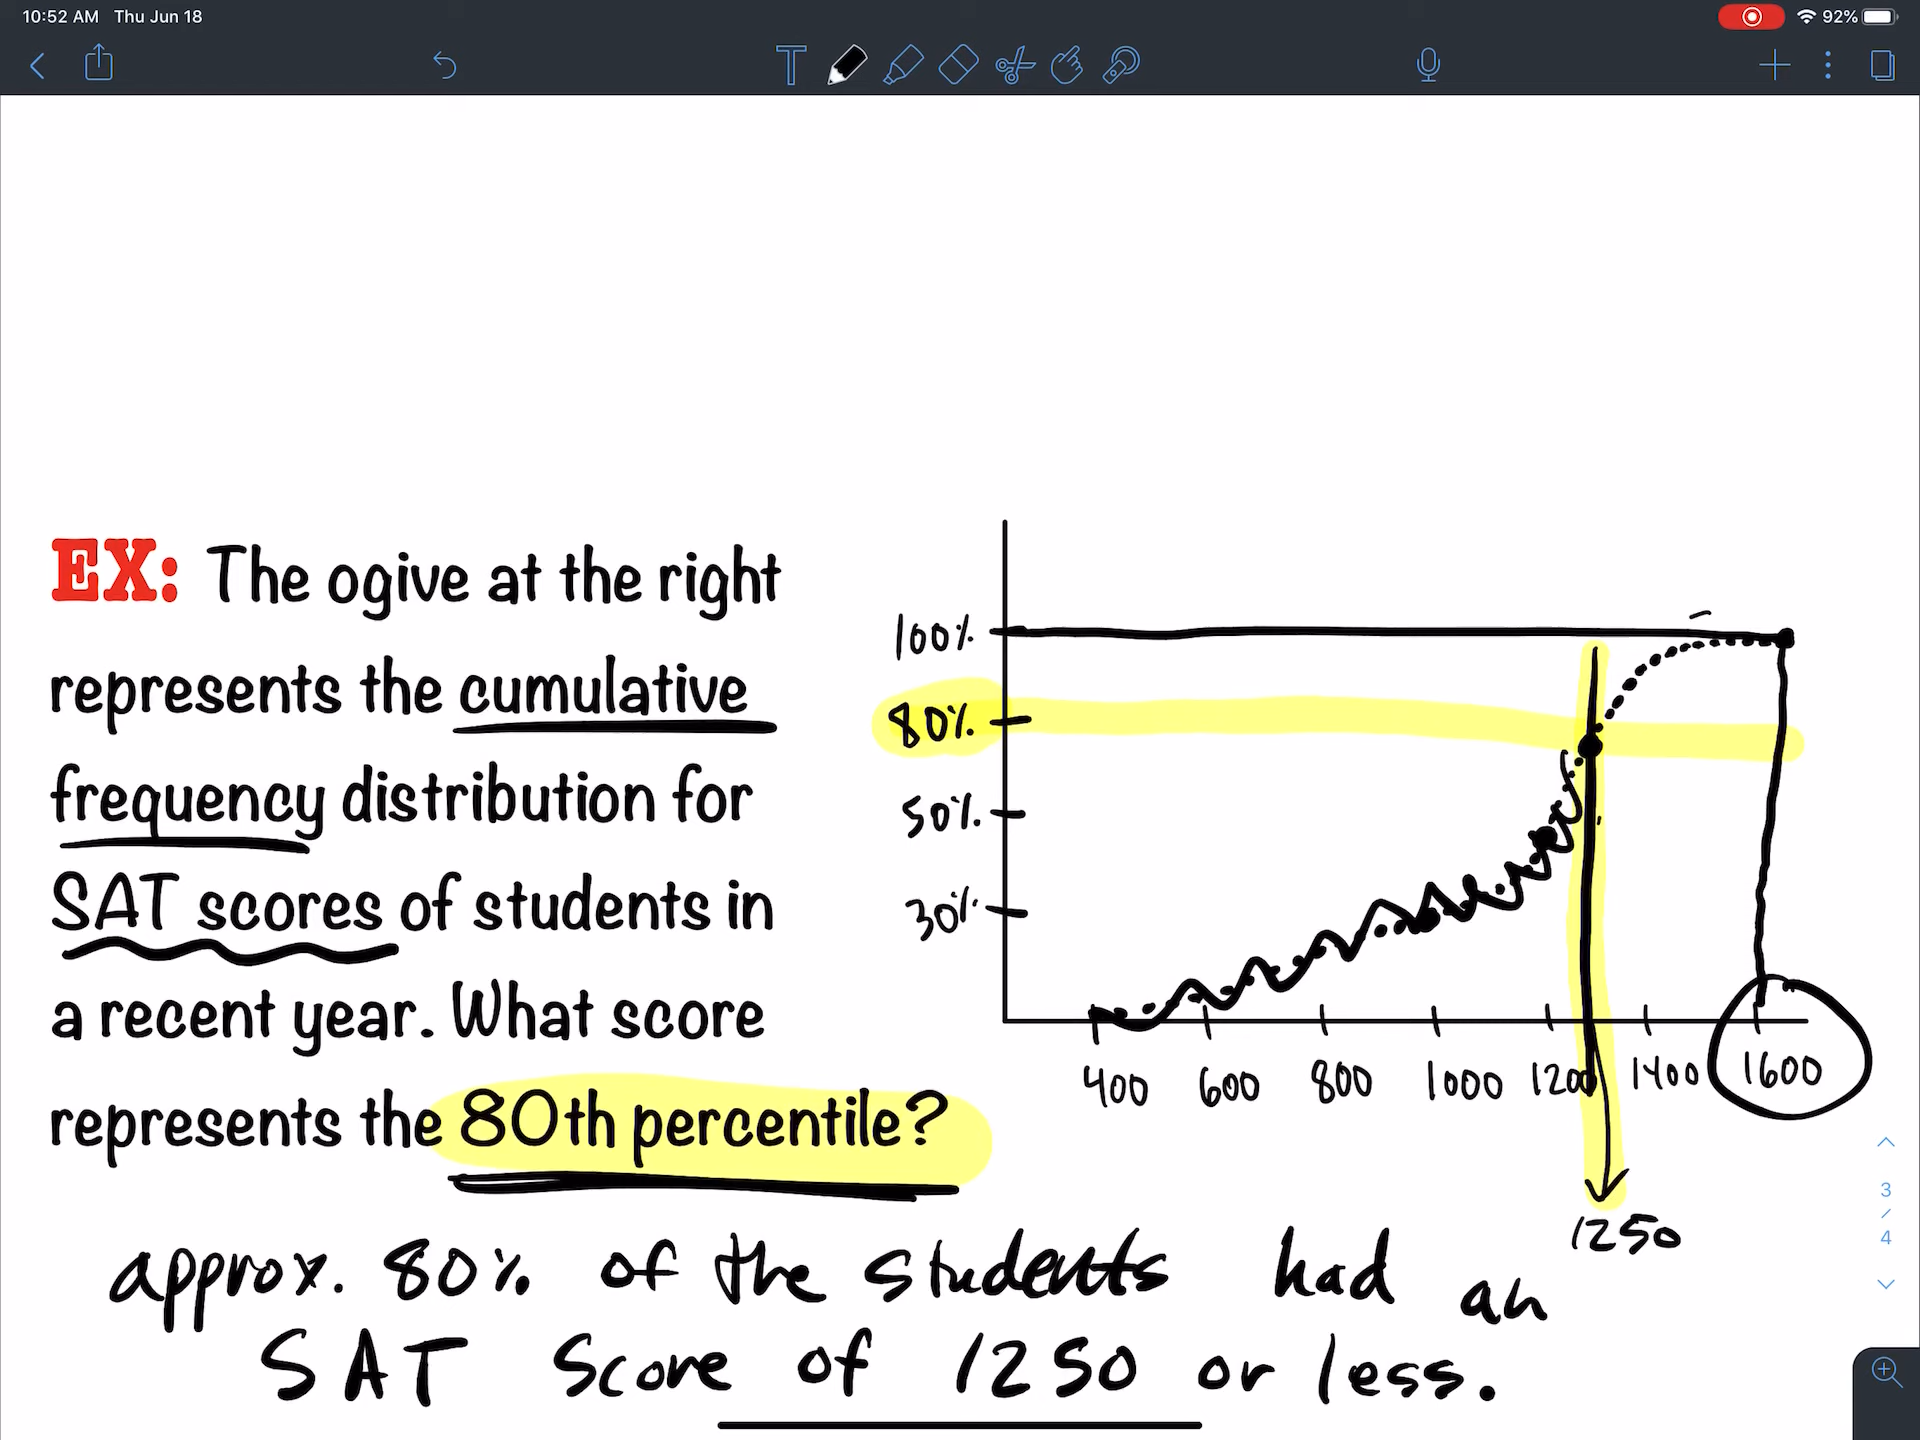 10:52 AM Thu Jun 18
92%
T
EX: The ogive at the right
represents the cumulative
frequency distribution for
SAT scores of students in
a recent year. What score
represents the 80th percentile?
100%
80%
50%
30%
400 600 800 1000 1200 1400 1600
1250
3
/
4
approx. 80% of the students had an
SAT Score of 1250 or less.